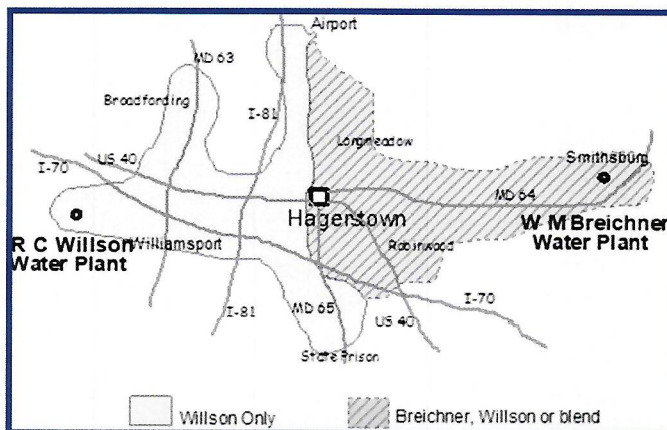 Airport
MD 63
Broadfording
I-81
Longmeadow
Smithsburg
I-70
US 40
MD 64
Hagerstown
R C Willson
Water Plant
Williamsport
Robinwood
W M Breichner
Water Plant
I-81
MD 65
US 40
I-70
State Prison
Willson Only
Breichner, Willson or blend